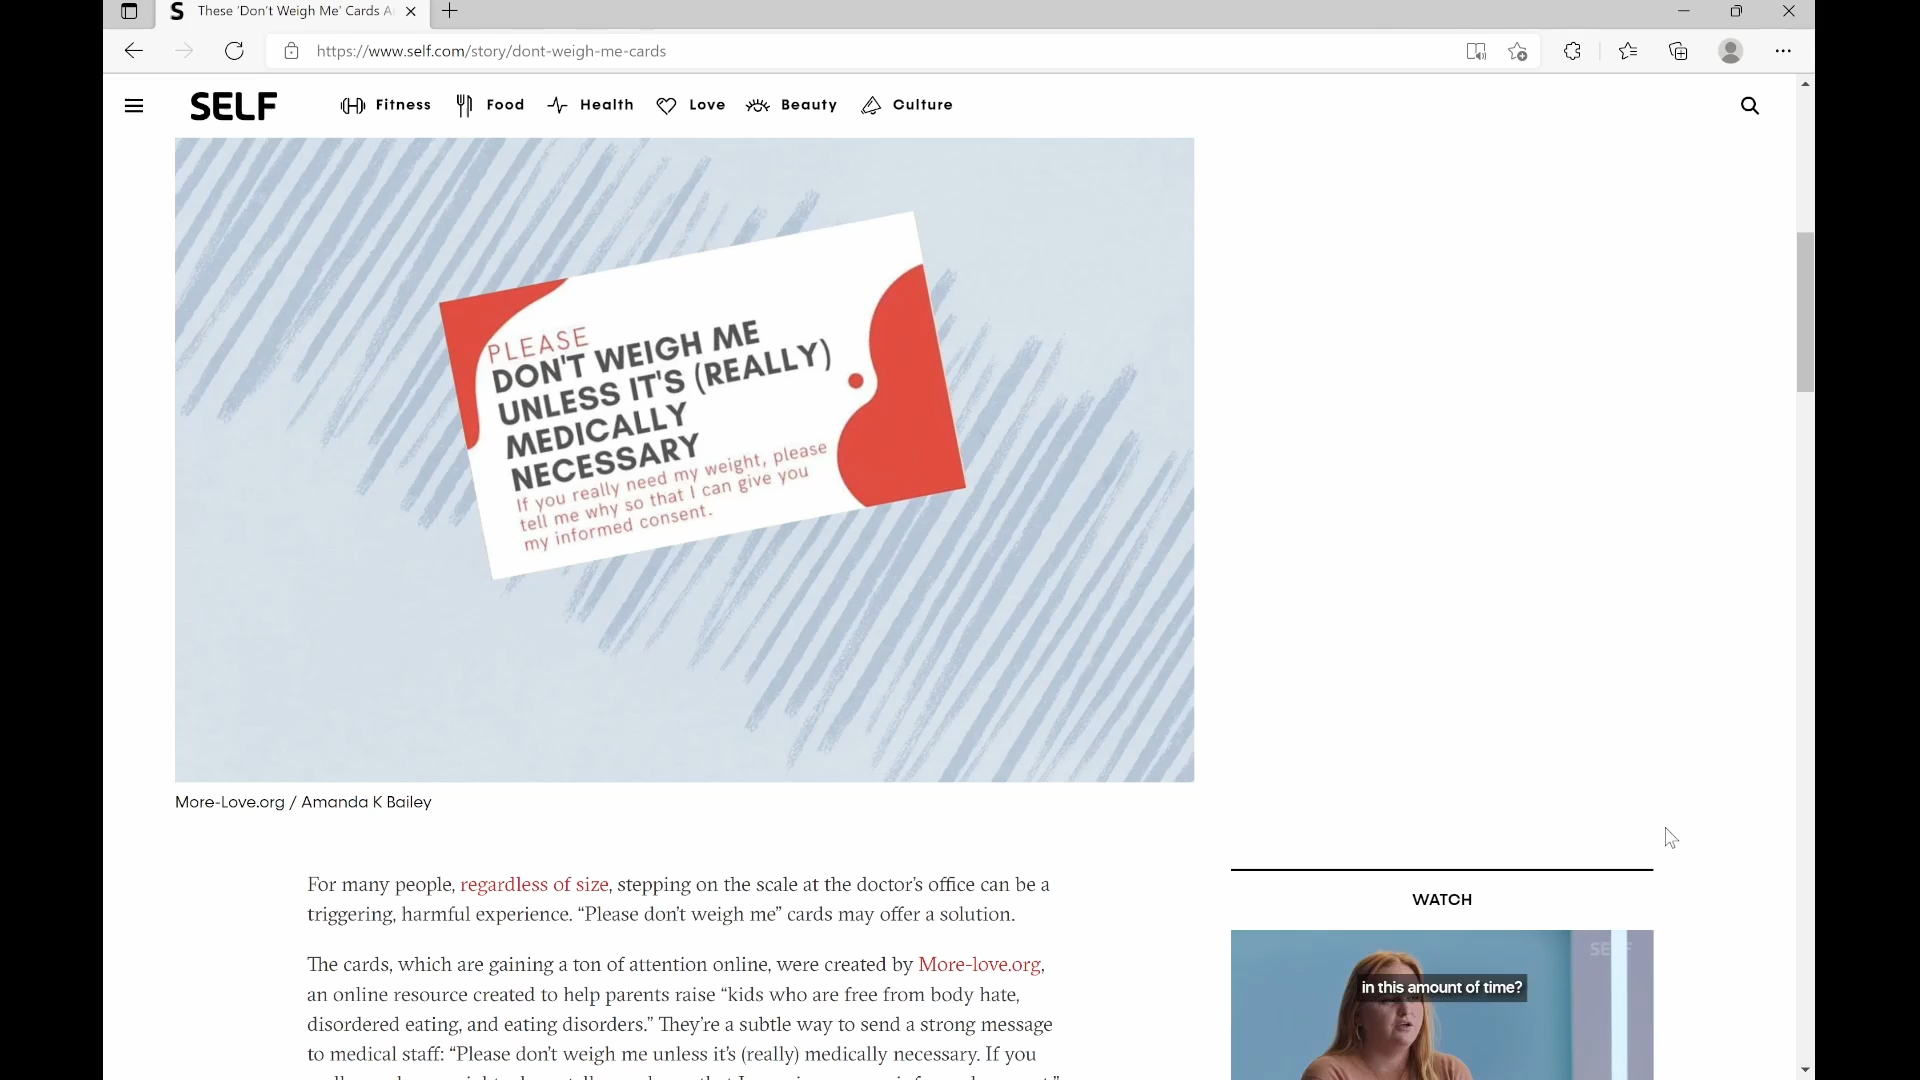 These 'Don't Weigh Me' Cards A
https://www.self.com/story/dont-weigh-me-cards
SELF
Fitness
Food
Health
Love
Beauty
Culture
PLEASE
DON'T WEIGH ME
UNLESS IT'S (REALLY)
MEDICALLY
NECESSARY
If you really need my weight, please
tell me why so that I can give you
my informed consent.
More-Love.org / Amanda K Bailey
For many people, regardless of size, stepping on the scale at the doctor's office can be a
triggering, harmful experience. “Please don't weigh me” cards may offer a solution.
The cards, which are gaining a ton of attention online, were created by More-love.org,
an online resource created to help parents raise “kids who are free from body hate,
disordered eating, and eating disorders.” They're a subtle way to send a strong message
to medical staff: “Please don't weigh me unless it's (really) medically necessary. If you
WATCH
SELF
in this amount of time?